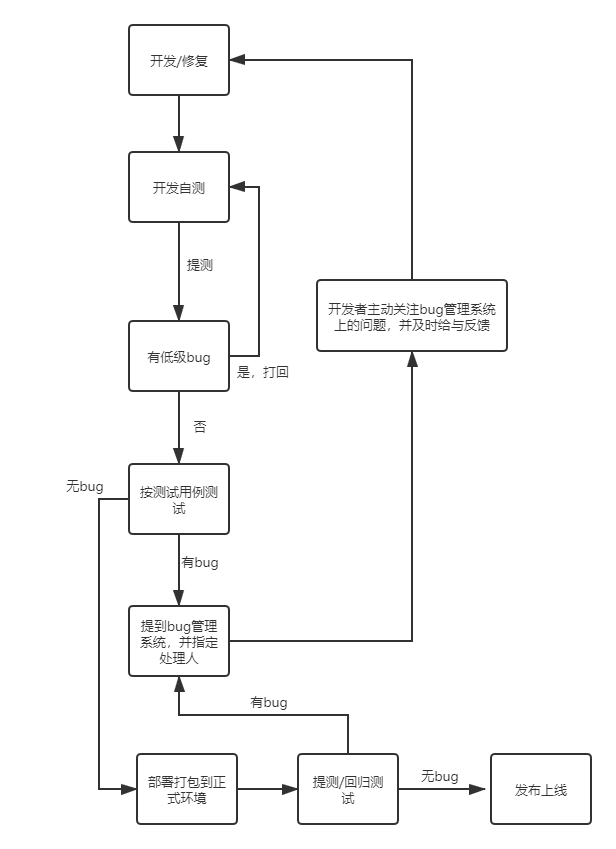 开发/修复
开发自测
提测
开发者主动关注bug管理系统
上的问题，并及时给与反馈
有低级bug
是，打回
否
无bug
按测试用例测
试
有bug
提到bug管理
系统，并指定
处理人
有bug
部署打包到正
式环境
提测/回归测
试
无bug
发布上线